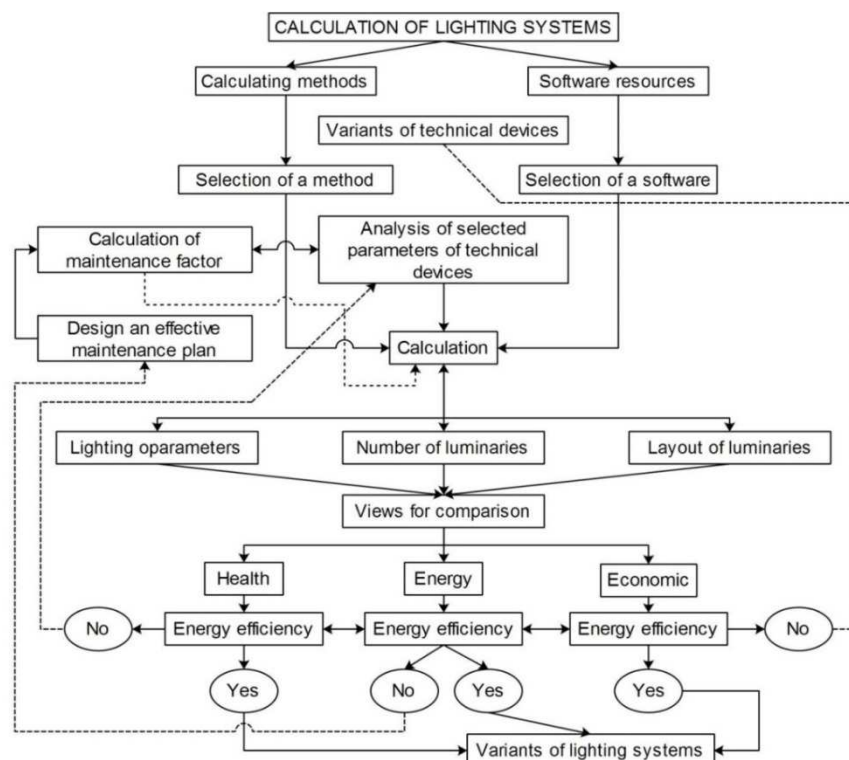 CALCULATION OF LIGHTING SYSTEMS
Calculating methods
Software resources
Variants of technical devices
Selection of a method
Selection of a software
Calculation of
maintenance factor
Analysis of selected
parameters of technical
devices
Design an effective
maintenance plan
Calculation
Lighting oparameters
Number of luminaries
Layout of luminaries
Views for comparison
Health
Energy
Economic
No
Energy efficiency
Energy efficiency
Energy efficiency
No
Yes
No
Yes
Yes
Variants of lighting systems